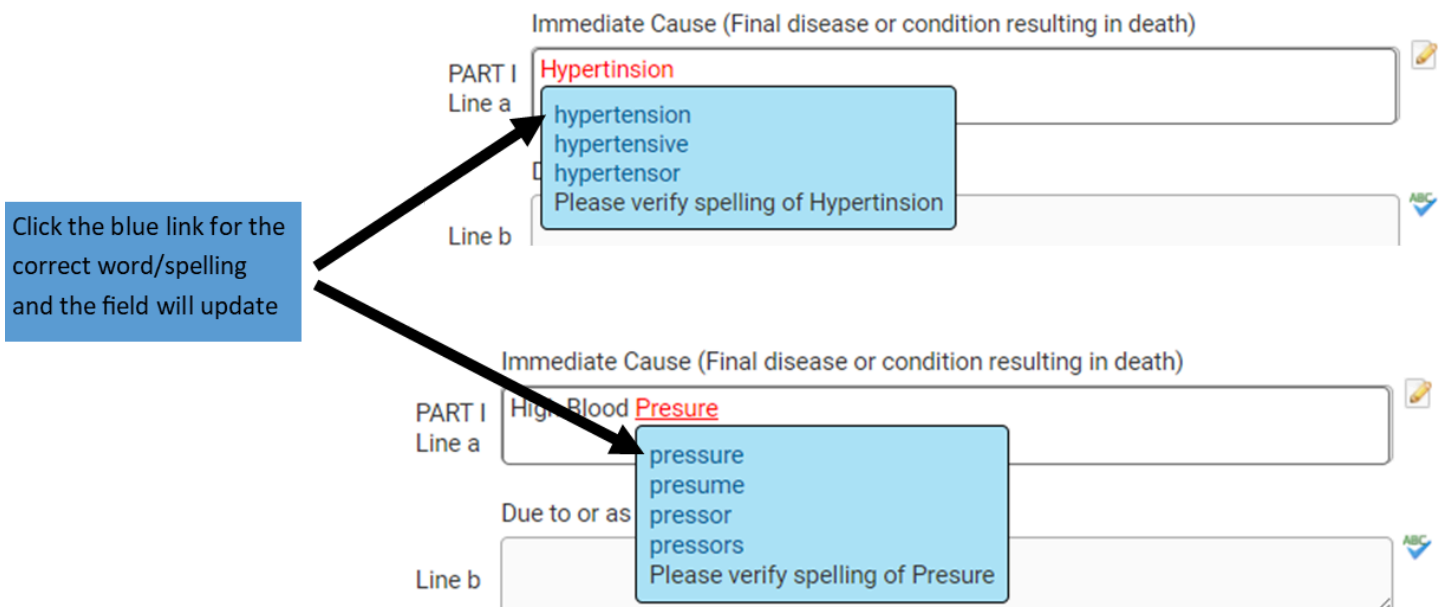 Immediate Cause (Final disease or condition resulting in death)
PART I
Line a
Hypertinsion
hypertension
hypertensive
hypertensor
Please verify spelling of Hypertinsion
D
ABC
Line b
Click the blue link for the
correct word/spelling
and the field will update
Immediate Cause (Final disease or condition resulting in death)
PART I
Line a
High Blood Presure
pressure
presume
pressor
pressors
Please verify spelling of Presure
Due to or as
ABC
Line b